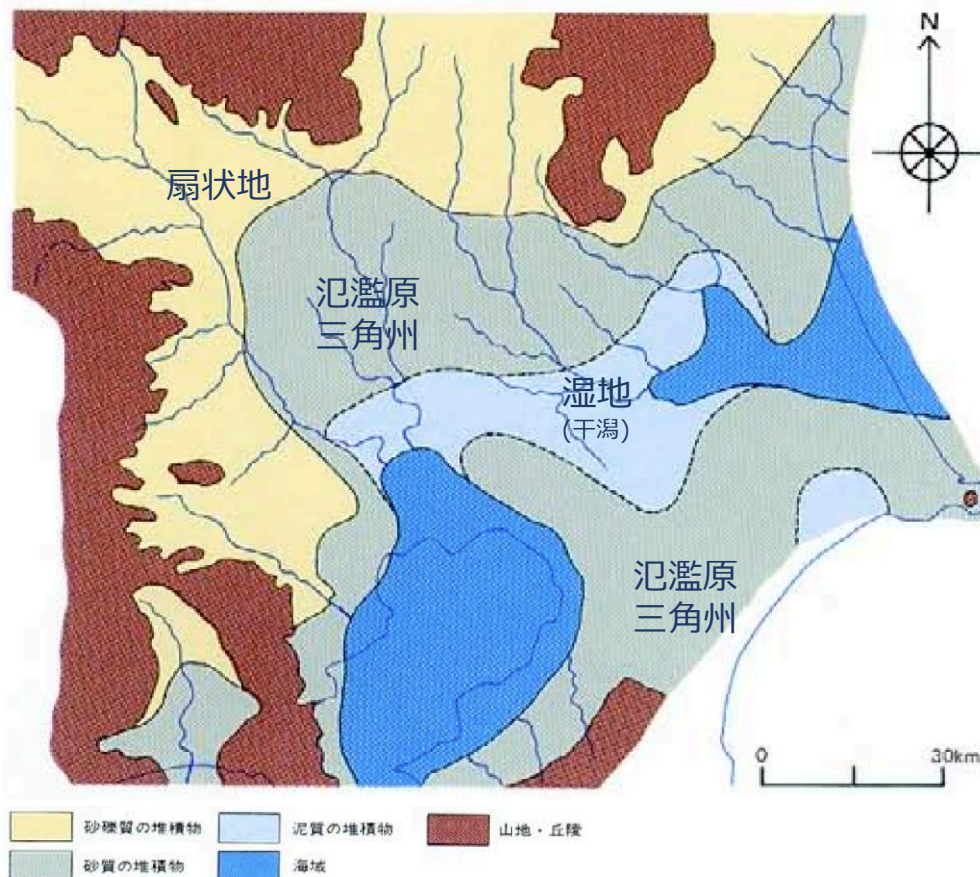 N
扇状地
氾濫原
三角州
湿地
(干潟)
氾濫原
三角州
0 30km
砂礫質の堆積物 泥質の堆積物 山地・丘陵
砂質の堆積物 海域